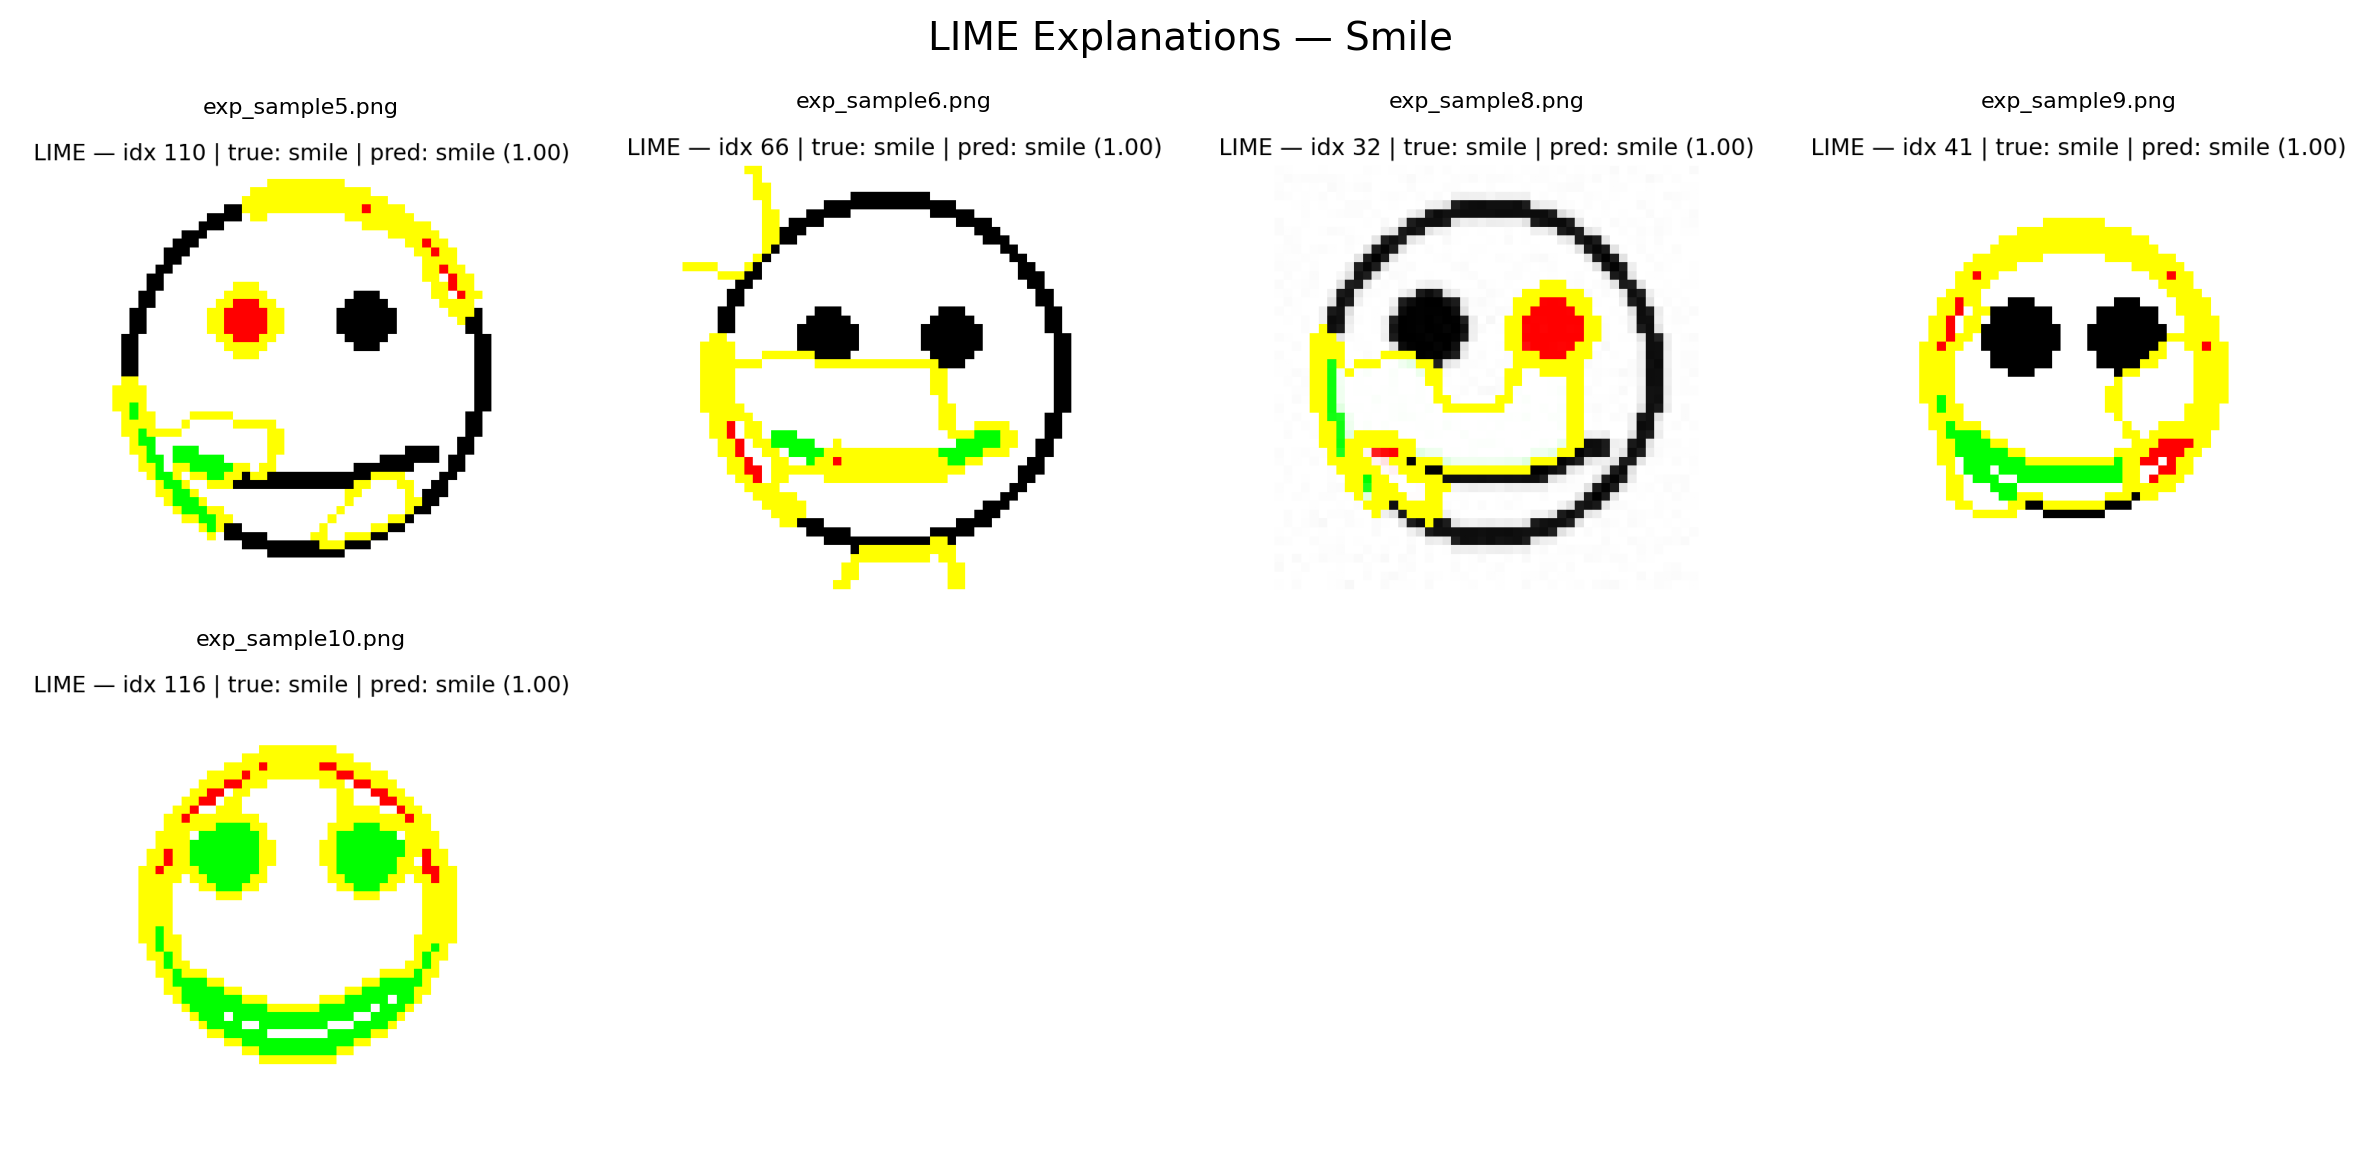 LIME Explanations — Smile
exp_sample5.png
LIME — idx 110 | true: smile | pred: smile (1.00)
exp_sample6.png
LIME — idx 66 | true: smile | pred: smile (1.00)
exp_sample8.png
LIME — idx 32 | true: smile | pred: smile (1.00)
exp_sample9.png
LIME — idx 41 | true: smile | pred: smile (1.00)
exp_sample10.png
LIME — idx 116 | true: smile | pred: smile (1.00)